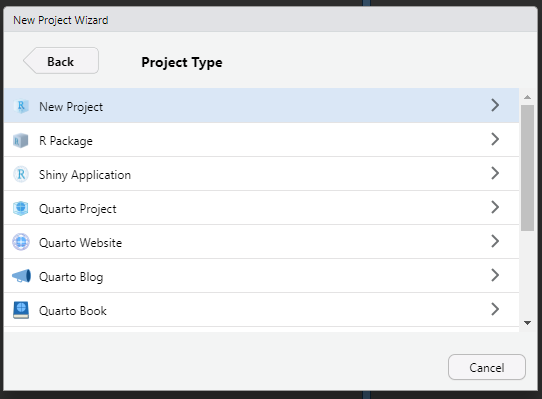 New Project Wizard
Back
Project Type
R New Project
R Package
R Shiny Application
Quarto Project
Quarto Website
Quarto Blog
Quarto Book
Cancel